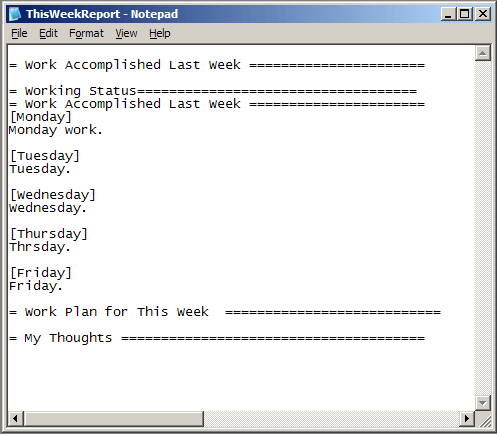 ThisWeekReport - Notepad
File Edit Format View Help
= Work Accomplished Last Week ======================
= Working Status===================================
= Work Accomplished Last Week ======================
[Monday]
Monday work.
[Tuesday]
Tuesday.
[Wednesday]
Wednesday.
[Thursday]
Thrsday.
[Friday]
Friday.
= Work Plan for This Week  ===========================
= My Thoughts ======================================